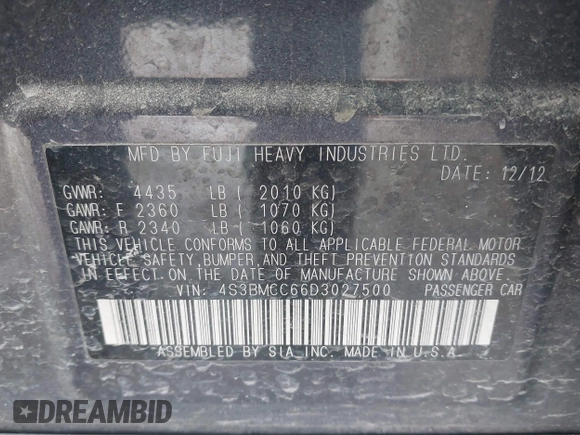 MFD BY FUJI HEAVY INDUSTRIES LTD.
DATE: 12/12
GVWR: 4435 LB ( 2010 KG)
GAWR: F 2360 LB ( 1070 KG)
GAWR: R 2340 LB ( 1060 KG)
THIS VEHICLE CONFORMS TO ALL APPLICABLE FEDERAL MOTOR
VEHICLE SAFETY, BUMPER, AND THEFT PREVENTION STANDARDS
IN EFFECT ON DATE OF MANUFACTURE SHOWN ABOVE.
VIN: 4S3BMCC66D3027500 PASSENGER CAR
ASSEMBLED BY SIA, INC. MADE IN U.S.A.
DREAMBID